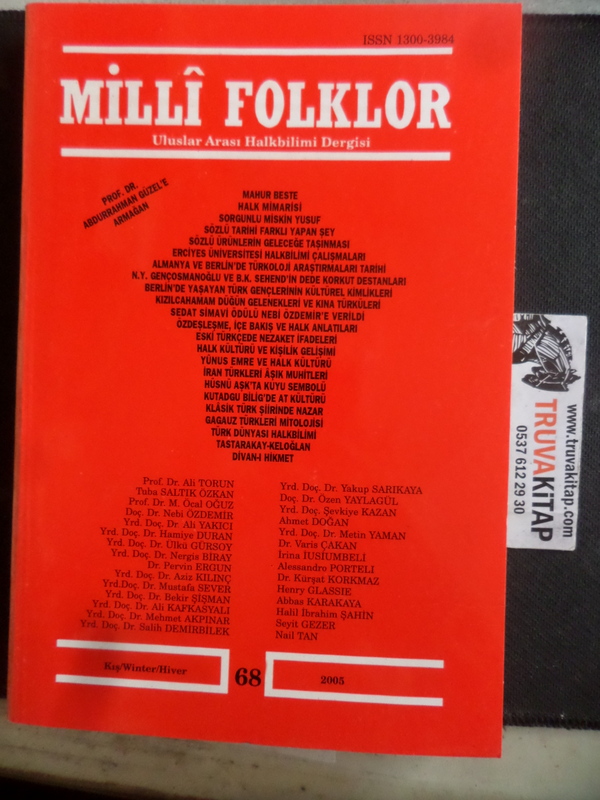 ISSN 1300-3984
MİLLÎ FOLKLOR
Uluslar Arası Halkbilimi Dergisi
PROF. DR.
ABDURRAHMAN GÜZEL'E
ARMAĞAN
MAHUR BESTE
HALK MİMARİSİ
SORGUNLU MİSKİN YUSUF
SÖZLÜ TARİHİ FARKLI YAPAN ŞEY
SÖZLÜ ÜRÜNLERİN GELECEĞE TAŞINMASI
ERCİYES ÜNİVERSİTESİ HALKBİLİMİ ÇALIŞMALARI
ALMANYA VE BERLİN'DE TÜRKOLOJİ ARAŞTIRMALARI TARİHİ
N.Y. GENÇOSMANOĞLU VE B.K. SEHEND'İN DEDE KORKUT DESTANLARI
BERLİN'DE YAŞAYAN TÜRK GENÇLERİNİN KÜLTÜREL KİMLİKLERİ
KIZILCAHAMAM DÜĞÜN GELENEKLERİ VE KINA TÜRKÜLERİ
SEDAT SİMAVİ ÖDÜLÜ NEBİ ÖZDEMİR'E VERİLDİ
ÖZDEŞLEŞME, İÇE BAKIŞ VE HALK ANLATILARI
ESKİ TÜRKÇEDE NEZAKET İFADELERİ
HALK KÜLTÜRÜ VE KİŞİLİK GELİŞİMİ
YÛNUS EMRE VE HALK KÜLTÜRÜ
İRAN TÜRKLERİ ÂŞIK MUHİTLERİ
HÜSNÜ AŞK'TA KUYU SEMBOLÜ
KUTADGU BİLİG'DE AT KÜLTÜRÜ
KLÂSİK TÜRK ŞİİRİNDE NAZAR
GAGAUZ TÜRKLERİ MİTOLOJİSİ
TÜRK DÜNYASI HALKBİLİMİ
TASTARAKAY-KELOĞLAN
DİVAN-I HİKMET
Prof. Dr. Ali TORUN
Tuba SALTIK ÖZKAN
Prof. Dr. M. Öcal OĞUZ
Doç. Dr. Nebi ÖZDEMİR
Yrd. Doç. Dr. Ali YAKICI
Yrd. Doç. Dr. Hamiye DURAN
Yrd. Doç. Dr. Ülkü GÜRSOY
Yrd. Doç. Dr. Nergis BİRAY
Dr. Pervin ERGUN
Yrd. Doç. Dr. Aziz KILINÇ
Yrd.Doç. Dr. Mustafa SEVER
Yrd. Doç. Dr. Bekir ŞİŞMAN
Yrd. Doç. Dr. Ali KAFKASYALI
Yrd. Doç. Dr. Mehmet AKPINAR
Yrd. Doç. Dr. Salih DEMİRBİLEK
Yrd. Doç. Dr. Yakup SARIKAYA
Doç. Dr. Özen YAYLAGÜL
Yrd. Doç. Şevkiye KAZAN
Ahmet DOĞAN
Yrd. Doç. Dr. Metin YAMAN
Dr. Varis ÇAKAN
Irina IUSIUMBELİ
Alessandro PORTELİ
Dr. Kürşat KORKMAZ
Henry GLASSIE
Abbas KARAKAYA
Halil İbrahim ŞAHİN
Seyit GEZER
Nail TAN
Kış/Winter/Hiver
68
2005
www.truvakitap.com
TRUVAKiTAP
0537 612 29 30